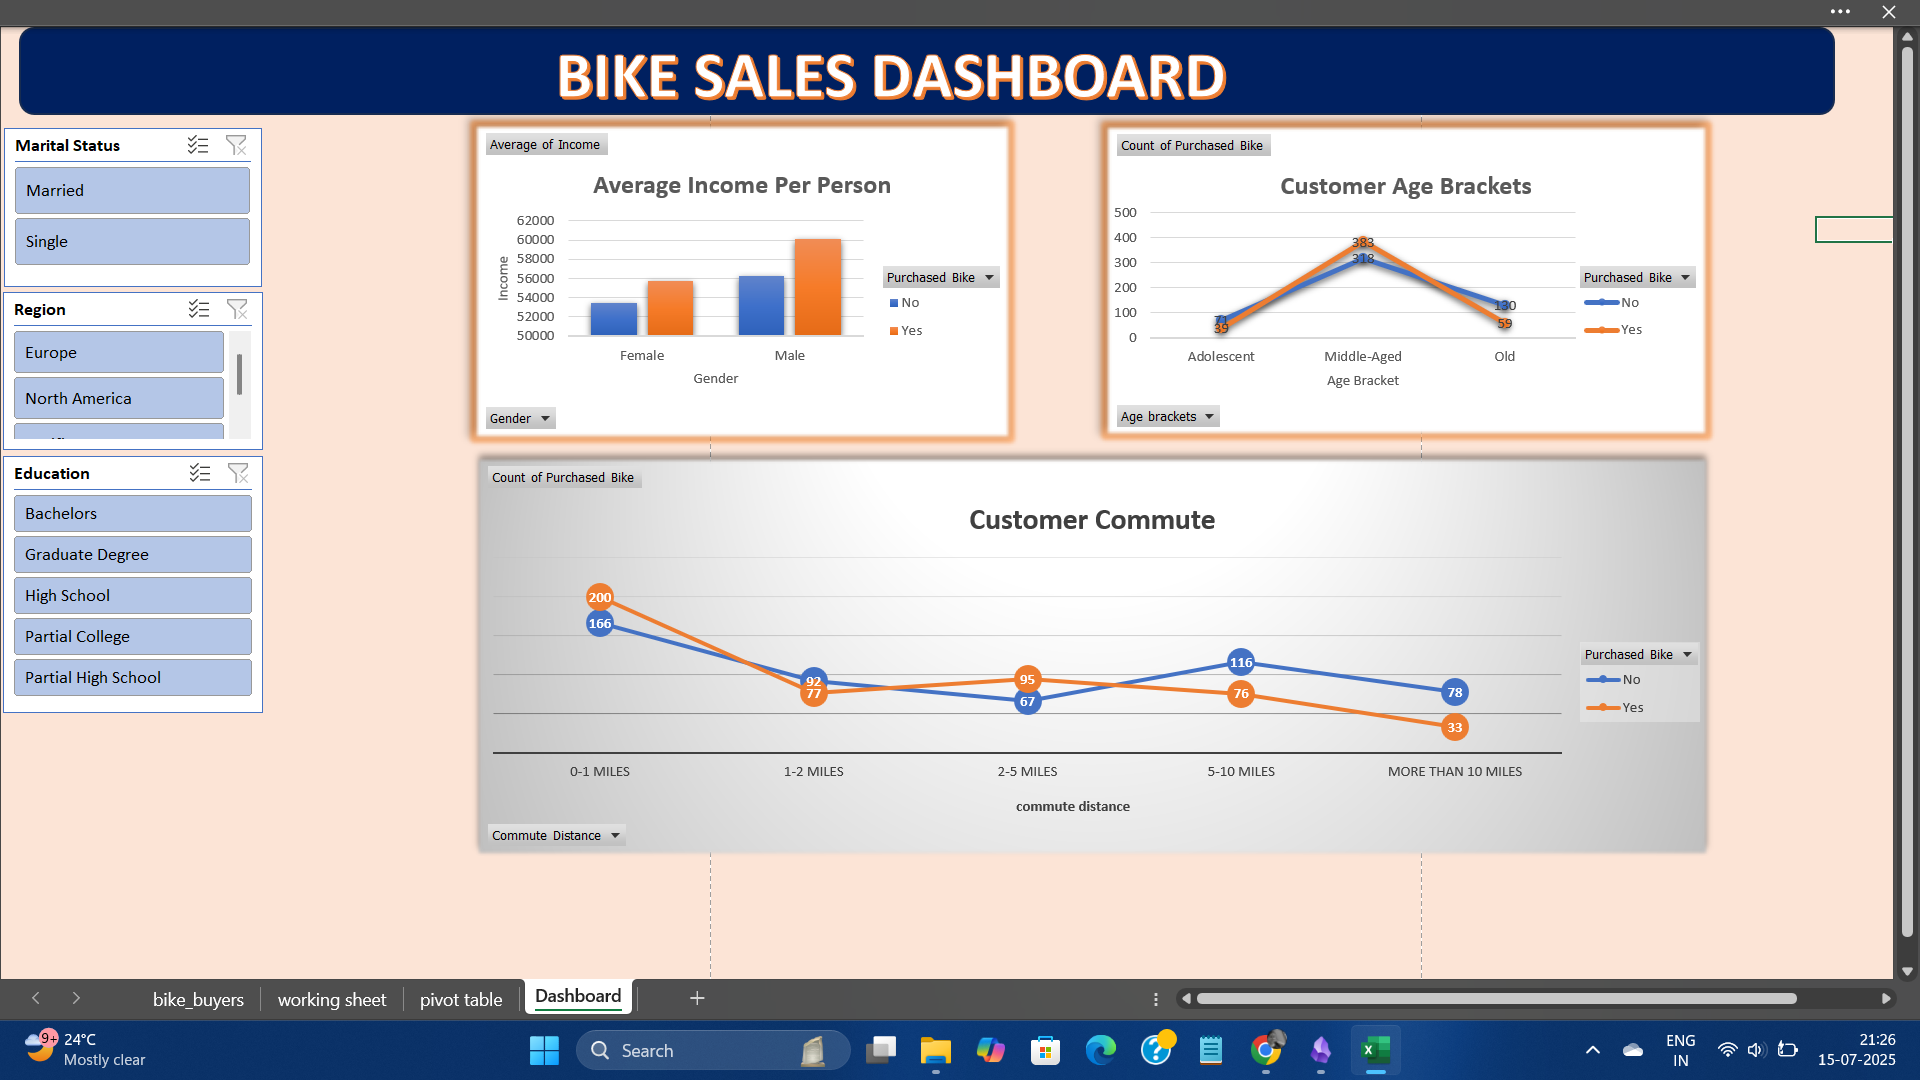 BIKE SALES DASHBOARD
Marital Status
Married
Single
Region
Europe
North America
Education
Bachelors
Graduate Degree
High School
Partial College
Partial High School
Average of Income
Average Income Per Person
62000
60000
58000
56000
54000
52000
50000
Income
Female Male
Gender
Purchased Bike
No
Yes
Gender
Count of Purchased Bike
Customer Age Brackets
500
400
300
200
100
0
383
318
71
39
130
59
Adolescent Middle-Aged Old
Age Bracket
Purchased Bike
No
Yes
Age brackets
Count of Purchased Bike
Customer Commute
200
166
92
77
95
67
116
76
78
33
0-1 MILES 1-2 MILES 2-5 MILES 5-10 MILES MORE THAN 10 MILES
commute distance
Purchased Bike
No
Yes
Commute Distance
bike_buyers working sheet pivot table Dashboard
9+
24°C
Mostly clear
Search
ENG
IN
21:26
15-07-2025